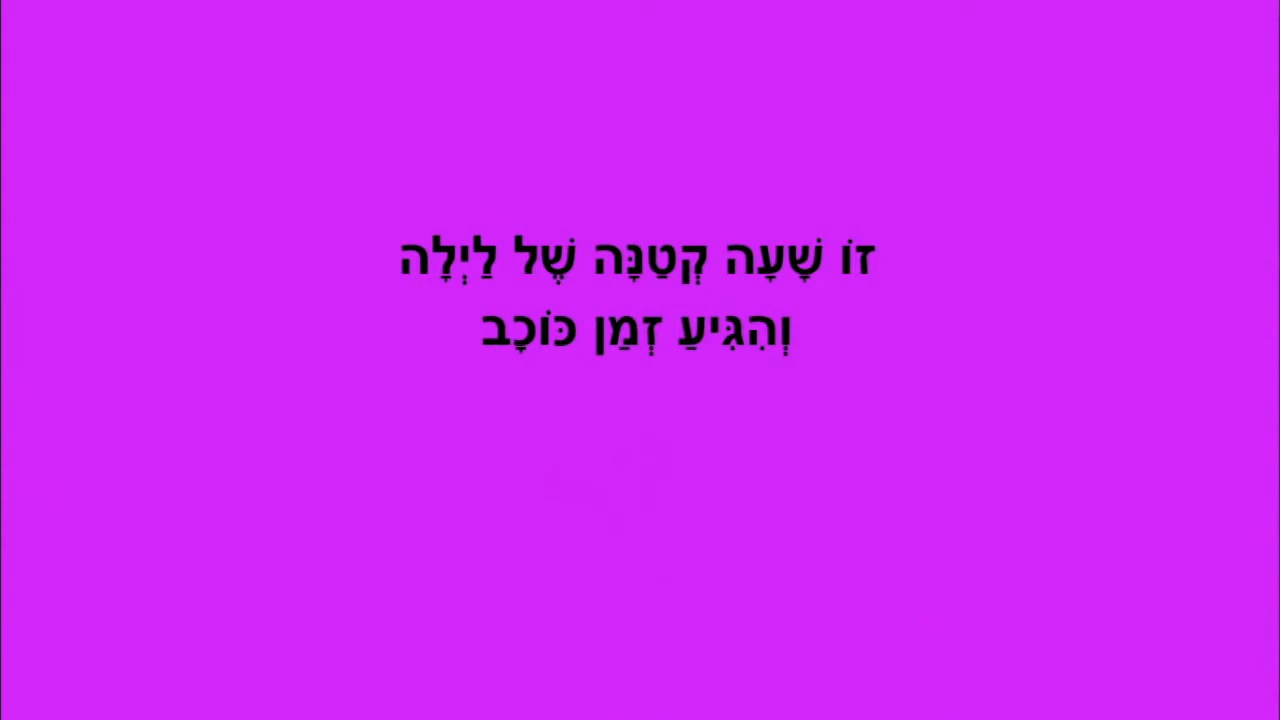 זוֹ שָׁעָה קְטַנָּה שֶׁל לַיְלָה
וְהִגִּיעַ זְמַן כּוֹכָב